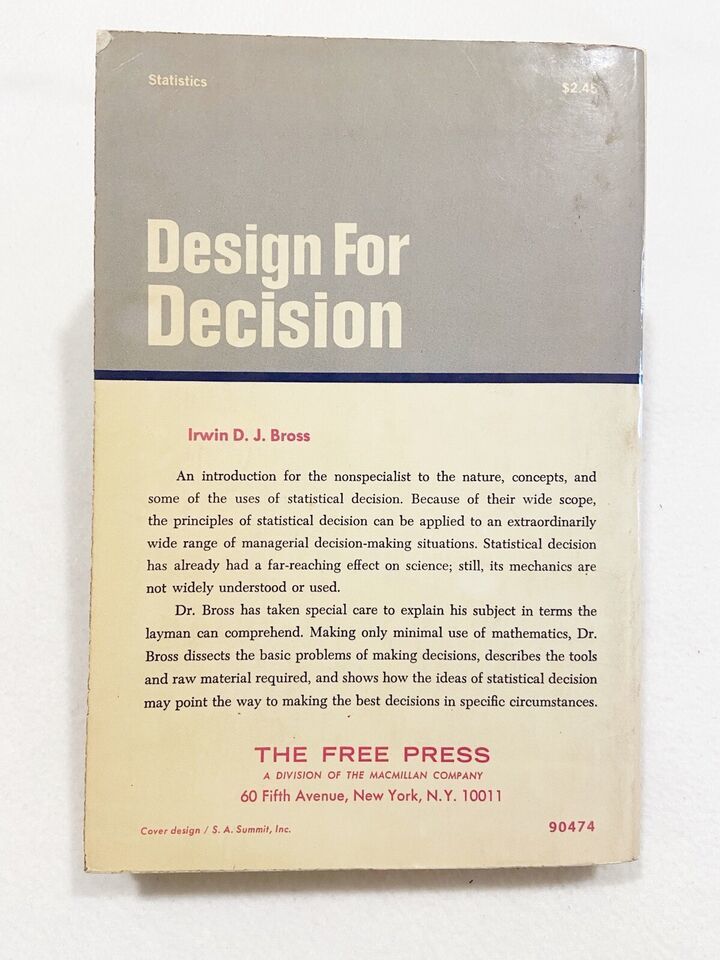 Statistics
$2.45
Design For
Decision
Irwin D. J. Bross
An introduction for the nonspecialist to the nature, concepts, and
some of the uses of statistical decision. Because of their wide scope,
the principles of statistical decision can be applied to an extraordinarily
wide range of managerial decision-making situations. Statistical decision
has already had a far-reaching effect on science; still, its mechanics are
not widely understood or used.
Dr. Bross has taken special care to explain his subject in terms the
layman can comprehend. Making only minimal use of mathematics, Dr.
Bross dissects the basic problems of making decisions, describes the tools
and raw material required, and shows how the ideas of statistical decision
may point the way to making the best decisions in specific circumstances.
THE FREE PRESS
A DIVISION OF THE MACMILLAN COMPANY
60 Fifth Avenue, New York, N.Y. 10011
Cover design / S. A. Summit, Inc.
90474